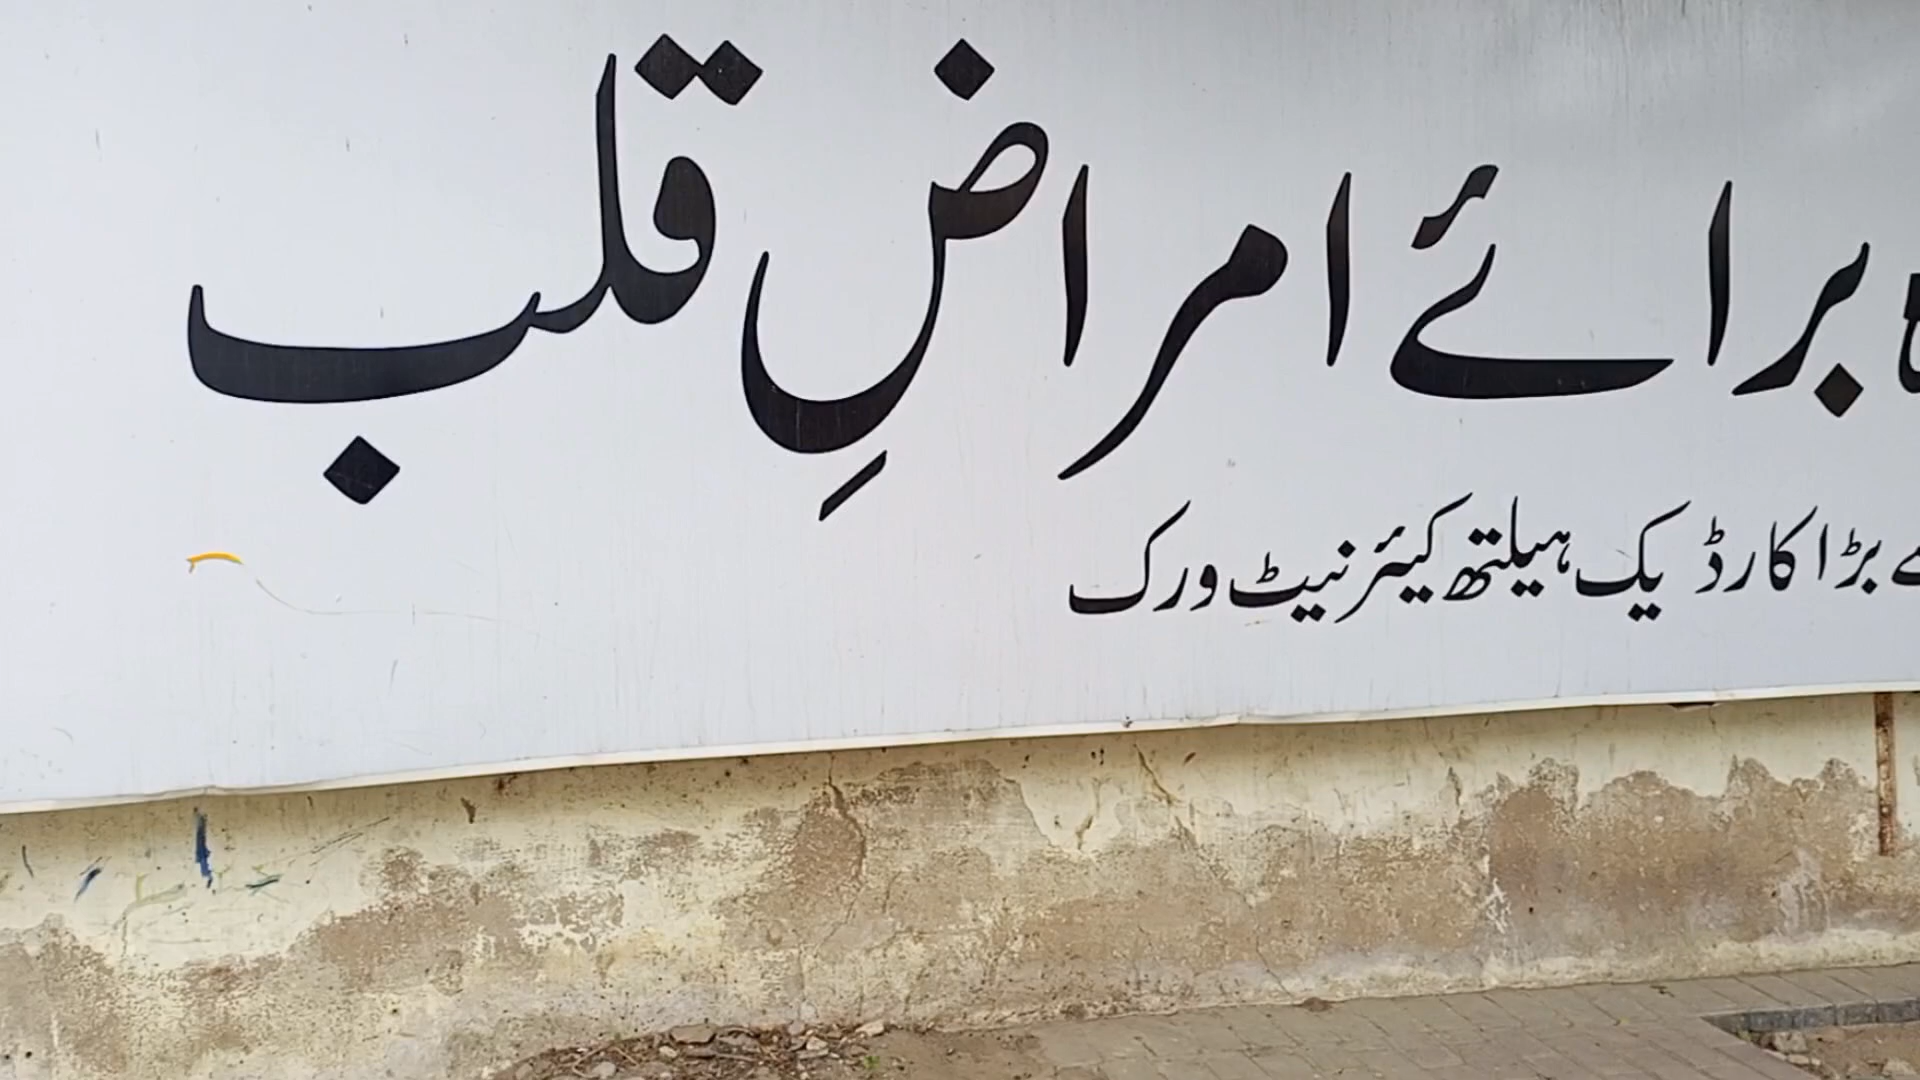 برائے امراضِ قلب
بڑا کارڈیک ہیلتھ کیئر نیٹ ورک